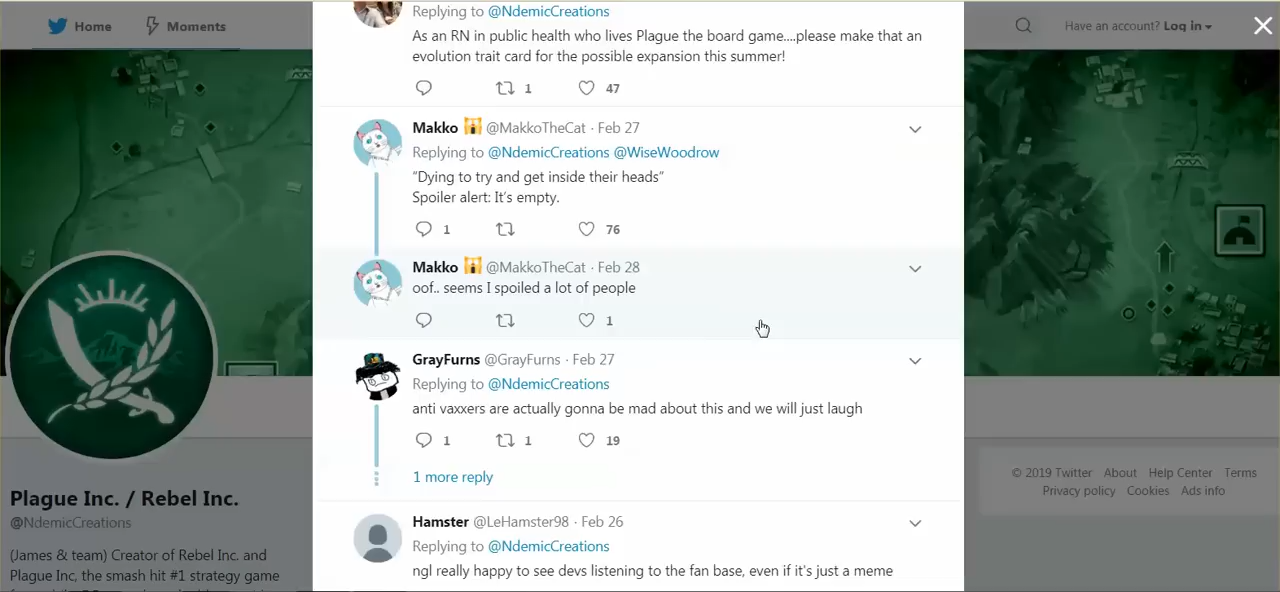 Home
Moments
Have an account? Log in
Replying to @NdemicCreations
As an RN in public health who lives Plague the board game....please make that an
evolution trait card for the possible expansion this summer!
1
47
Makko @MakkoTheCat · Feb 27
Replying to @NdemicCreations @WiseWoodrow
“Dying to try and get inside their heads”
Spoiler alert: It’s empty.
1
76
Makko @MakkoTheCat · Feb 28
oof.. seems I spoiled a lot of people
1
GrayFurns @GrayFurns · Feb 27
Replying to @NdemicCreations
anti vaxxers are actually gonna be mad about this and we will just laugh
1
1
19
1 more reply
Hamster @LeHamster98 · Feb 26
Replying to @NdemicCreations
ngl really happy to see devs listening to the fan base, even if it's just a meme
Plague Inc. / Rebel Inc.
@NdemicCreations
(James & team) Creator of Rebel Inc. and
Plague Inc, the smash hit #1 strategy game
© 2019 Twitter About Help Center Terms
Privacy policy Cookies Ads info